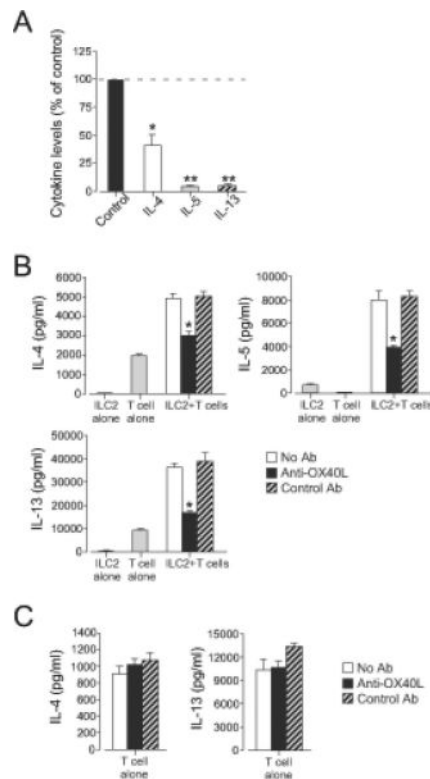 A
Cytokine levels (% of control)
125
100
75
50
25
0
*
**
**
Control
IL-4
IL-5
IL-13
B
IL-4 (pg/ml)
6000
5000
4000
3000
2000
1000
0
*
ILC2 alone
T cell alone
ILC2+T cells
IL-5 (pg/ml)
10000
8000
6000
4000
2000
0
*
ILC2 alone
T cell alone
ILC2+T cells
IL-13 (pg/ml)
50000
40000
30000
20000
10000
0
*
ILC2 alone
T cell alone
ILC2+T cells
No Ab
Anti-OX40L
Control Ab
C
IL-4 (pg/ml)
1400
1200
1000
800
600
400
200
0
T cell
alone
IL-13 (pg/ml)
15000
12000
9000
6000
3000
0
T cell
alone
No Ab
Anti-OX40L
Control Ab